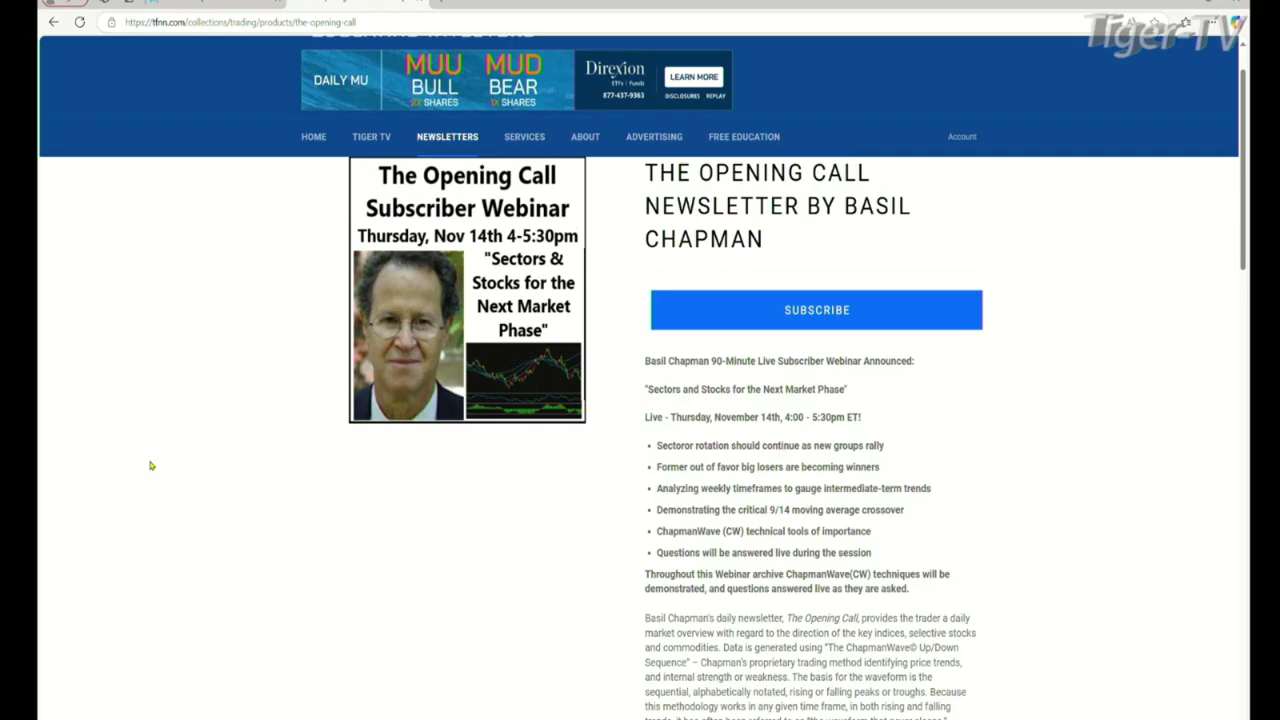 https://tfnn.com/collections/trading/products/the-opening-call
Tiger-TV
DAILY MU
MUU
BULL
2X SHARES
MUD
BEAR
1X SHARES
Direxion
ETFs | Funds
877-437-9363
LEARN MORE
DISCLOSURES REPLAY
HOME
TIGER TV
NEWSLETTERS
SERVICES
ABOUT
ADVERTISING
FREE EDUCATION
Account
The Opening Call
Subscriber Webinar
Thursday, Nov 14th 4-5:30pm
"Sectors &
Stocks for the
Next Market
Phase"
THE OPENING CALL
NEWSLETTER BY BASIL
CHAPMAN
SUBSCRIBE
Basil Chapman 90-Minute Live Subscriber Webinar Announced:
"Sectors and Stocks for the Next Market Phase"
Live - Thursday, November 14th, 4:00 - 5:30pm ET!
• Sectoror rotation should continue as new groups rally
• Former out of favor big losers are becoming winners
• Analyzing weekly timeframes to gauge intermediate-term trends
• Demonstrating the critical 9/14 moving average crossover
• ChapmanWave (CW) technical tools of importance
• Questions will be answered live during the session
Throughout this Webinar archive ChapmanWave(CW) techniques will be
demonstrated, and questions answered live as they are asked.
Basil Chapman's daily newsletter, The Opening Call, provides the trader a daily
market overview with regard to the direction of the key indices, selective stocks
and commodities. Data is generated using "The ChapmanWave© Up/Down
Sequence" – Chapman's proprietary trading method identifying price trends,
and internal strength or weakness. The basis for the waveform is the
sequential, alphabetically notated, rising or falling peaks or troughs. Because
this methodology works in any given time frame, in both rising and falling